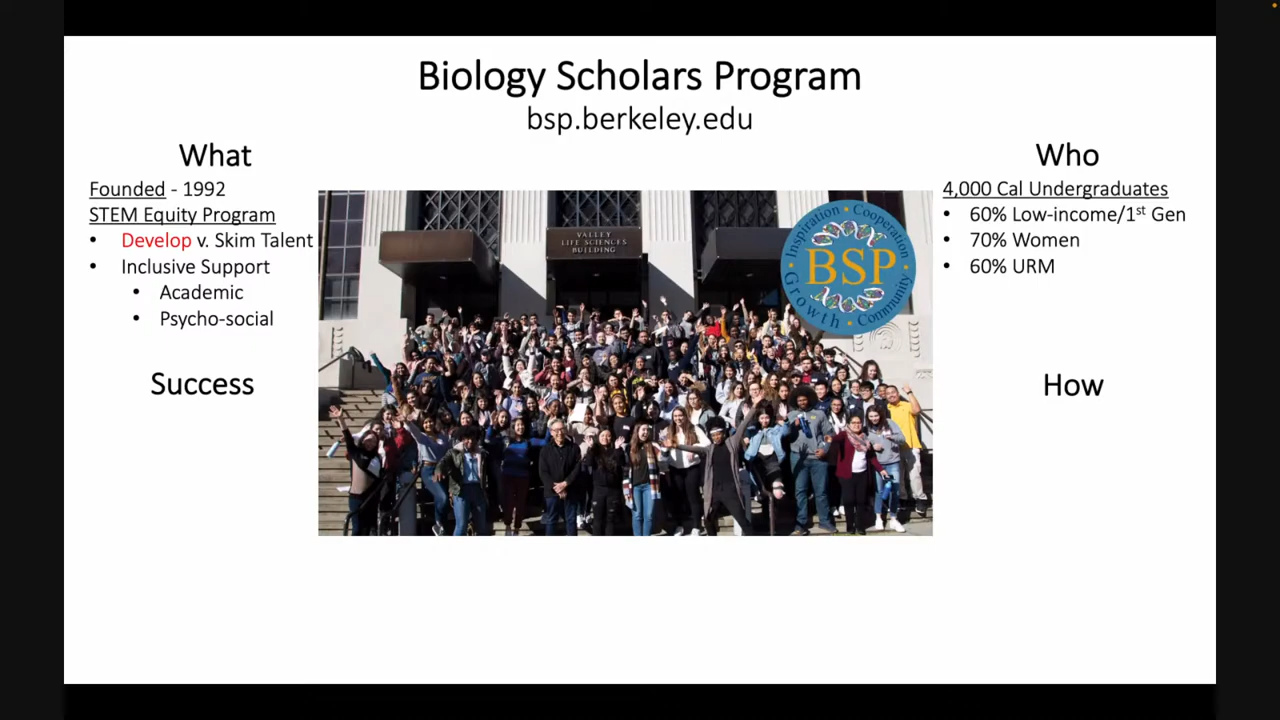 Biology Scholars Program
bsp.berkeley.edu
What
Founded - 1992
STEM Equity Program
• Develop v. Skim Talent
• Inclusive Support
• Academic
• Psycho-social
Success
VALLEY
LIFE SCIENCES
BUILDING
Inspiration • Cooperation • Community • Growth •
BSP
Who
4,000 Cal Undergraduates
• 60% Low-income/1st Gen
• 70% Women
• 60% URM
How